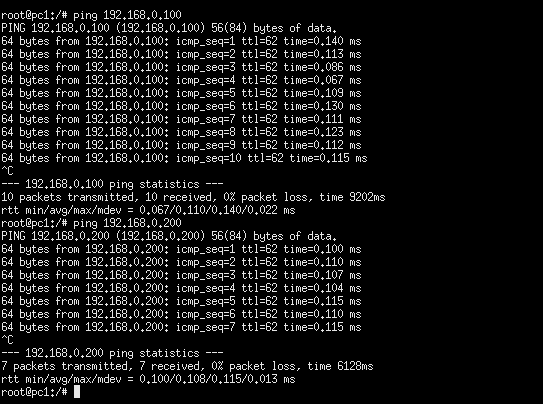 root@pc1:/# ping 192.168.0.100
PING 192.168.0.100 (192.168.0.100) 56(84) bytes of data.
64 bytes from 192.168.0.100: icmp_seq=1 ttl=62 time=0.140 ms
64 bytes from 192.168.0.100: icmp_seq=2 ttl=62 time=0.113 ms
64 bytes from 192.168.0.100: icmp_seq=3 ttl=62 time=0.086 ms
64 bytes from 192.168.0.100: icmp_seq=4 ttl=62 time=0.067 ms
64 bytes from 192.168.0.100: icmp_seq=5 ttl=62 time=0.109 ms
64 bytes from 192.168.0.100: icmp_seq=6 ttl=62 time=0.130 ms
64 bytes from 192.168.0.100: icmp_seq=7 ttl=62 time=0.111 ms
64 bytes from 192.168.0.100: icmp_seq=8 ttl=62 time=0.123 ms
64 bytes from 192.168.0.100: icmp_seq=9 ttl=62 time=0.112 ms
64 bytes from 192.168.0.100: icmp_seq=10 ttl=62 time=0.115 ms
^C
--- 192.168.0.100 ping statistics ---
10 packets transmitted, 10 received, 0% packet loss, time 9202ms
rtt min/avg/max/mdev = 0.067/0.110/0.140/0.022 ms
root@pc1:/# ping 192.168.0.200
PING 192.168.0.200 (192.168.0.200) 56(84) bytes of data.
64 bytes from 192.168.0.200: icmp_seq=1 ttl=62 time=0.100 ms
64 bytes from 192.168.0.200: icmp_seq=2 ttl=62 time=0.110 ms
64 bytes from 192.168.0.200: icmp_seq=3 ttl=62 time=0.107 ms
64 bytes from 192.168.0.200: icmp_seq=4 ttl=62 time=0.104 ms
64 bytes from 192.168.0.200: icmp_seq=5 ttl=62 time=0.115 ms
64 bytes from 192.168.0.200: icmp_seq=6 ttl=62 time=0.110 ms
64 bytes from 192.168.0.200: icmp_seq=7 ttl=62 time=0.115 ms
^C
--- 192.168.0.200 ping statistics ---
7 packets transmitted, 7 received, 0% packet loss, time 6128ms
rtt min/avg/max/mdev = 0.100/0.108/0.115/0.013 ms
root@pc1:/#